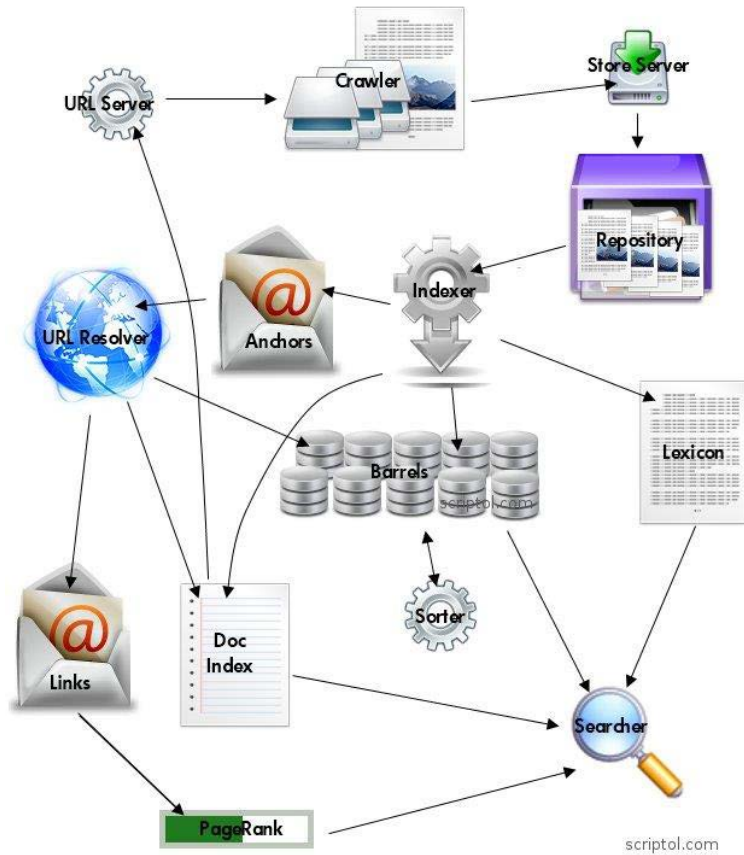 URL Server
Crawler
Store Server
Repository
Indexer
Anchors
URL Resolver
Lexicon
Barrels
scriptol.com
Sorter
Doc
Index
Links
Searcher
PageRank
scriptol.com